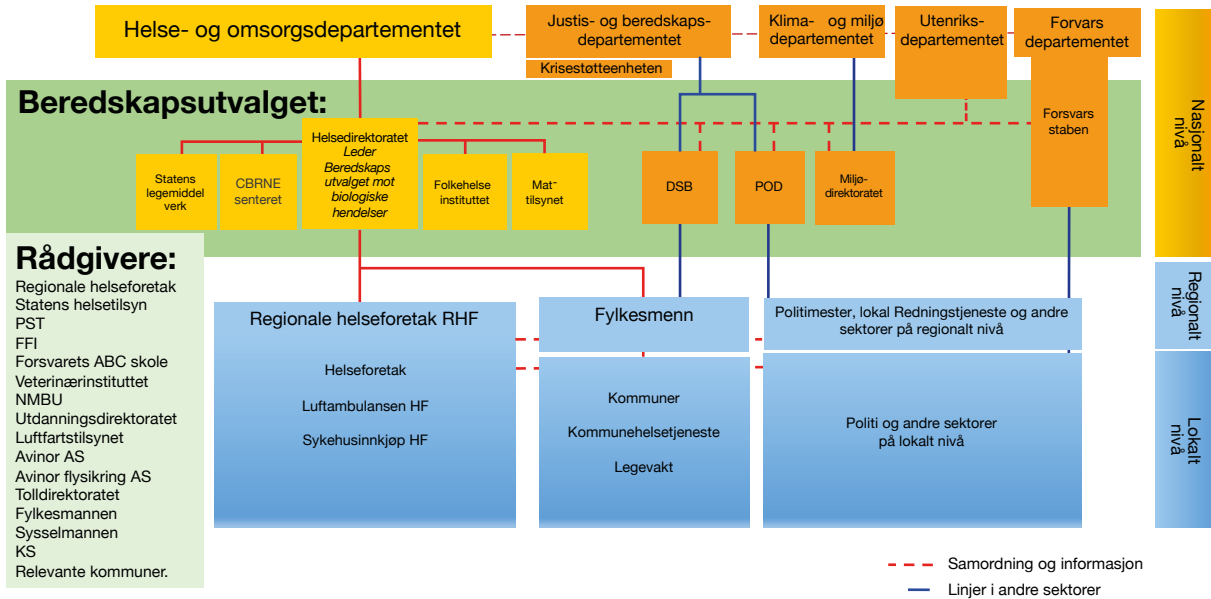 Helse- og omsorgsdepartementet
Justis- og beredskaps-
departementet
Krisestøtteenheten
Klima- og miljø
departementet
Utenriks-
departementet
Forvars
departementet
Nasjonalt
nivå
Beredskapsutvalget:
Helsedirektoratet
Leder
Beredskaps
utvalget mot
biologiske
hendelser
Forsvars
staben
Statens
legemiddel
verk
CBRNE
senteret
Folkehelse
instituttet
Mat-
tilsynet
DSB
POD
Miljø-
direktoratet
Rådgivere:
Regionale helseforetak
Statens helsetilsyn
PST
FFI
Forsvarets ABC skole
Veterinærinstituttet
NMBU
Utdanningsdirektoratet
Luftfartstilsynet
Avinor AS
Avinor flysikring AS
Tolldirektoratet
Fylkesmannen
Sysselmannen
KS
Relevante kommuner.
Regionale helseforetak RHF
Helseforetak
Luftambulansen HF
Sykehusinnkjøp HF
Fylkesmenn
Kommuner
Kommunehelsetjeneste
Legevakt
Politimester, lokal Redningstjeneste og andre
sektorer på regionalt nivå
Politi og andre sektorer
på lokalt nivå
Regionalt
nivå
Lokalt
nivå
Samordning og informasjon
Linjer i andre sektorer